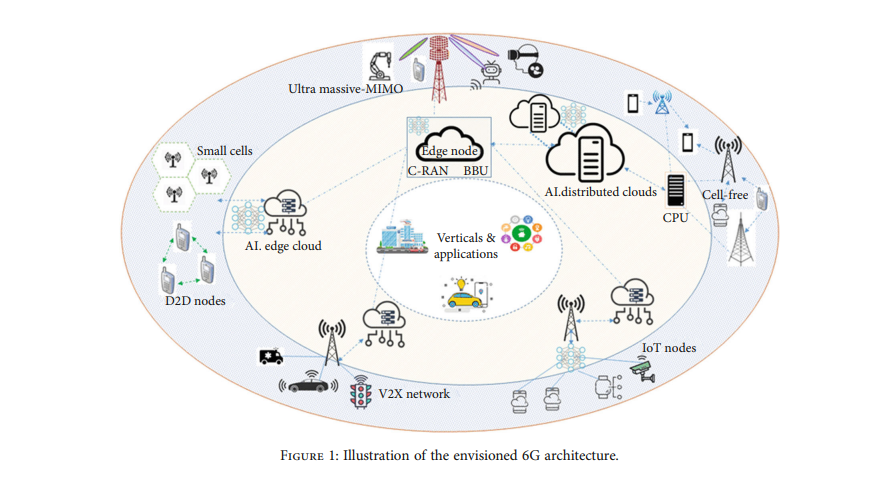 Ultra massive-MIMO
Small cells
Edge node
C-RAN BBU
AI.distributed clouds
Cell-free
CPU
AI. edge cloud
Verticals &
applications
D2D nodes
IoT nodes
V2X network
FIGURE 1: Illustration of the envisioned 6G architecture.